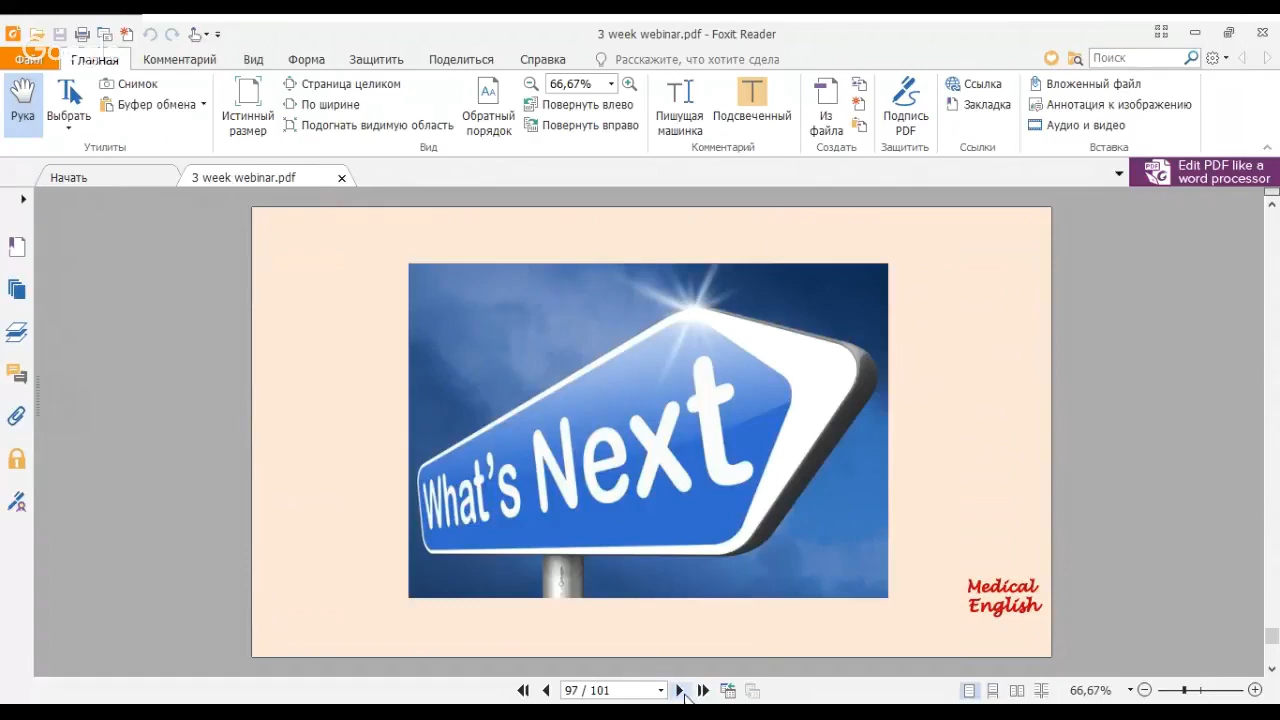 3 week webinar.pdf - Foxit Reader
Файл
Главная
Комментарий
Вид
Форма
Защитить
Поделиться
Справка
Расскажите, что хотите сдела
Поиск
Рука
Выбрать
Снимок
Буфер обмена
Утилиты
Истинный
размер
Страница целиком
По ширине
Подогнать видимую область
Обратный
порядок
66,67%
Повернуть влево
Повернуть вправо
Вид
Пишущая
машинка
Подсвеченный
Комментарий
Из
файла
Создать
Подпись
PDF
Защитить
Ссылка
Закладка
Ссылки
Вложенный файл
Аннотация к изображению
Аудио и видео
Вставка
Начать
3 week webinar.pdf
Edit PDF like a
word processor
What's Next
Medical
English
97 / 101
66,67%